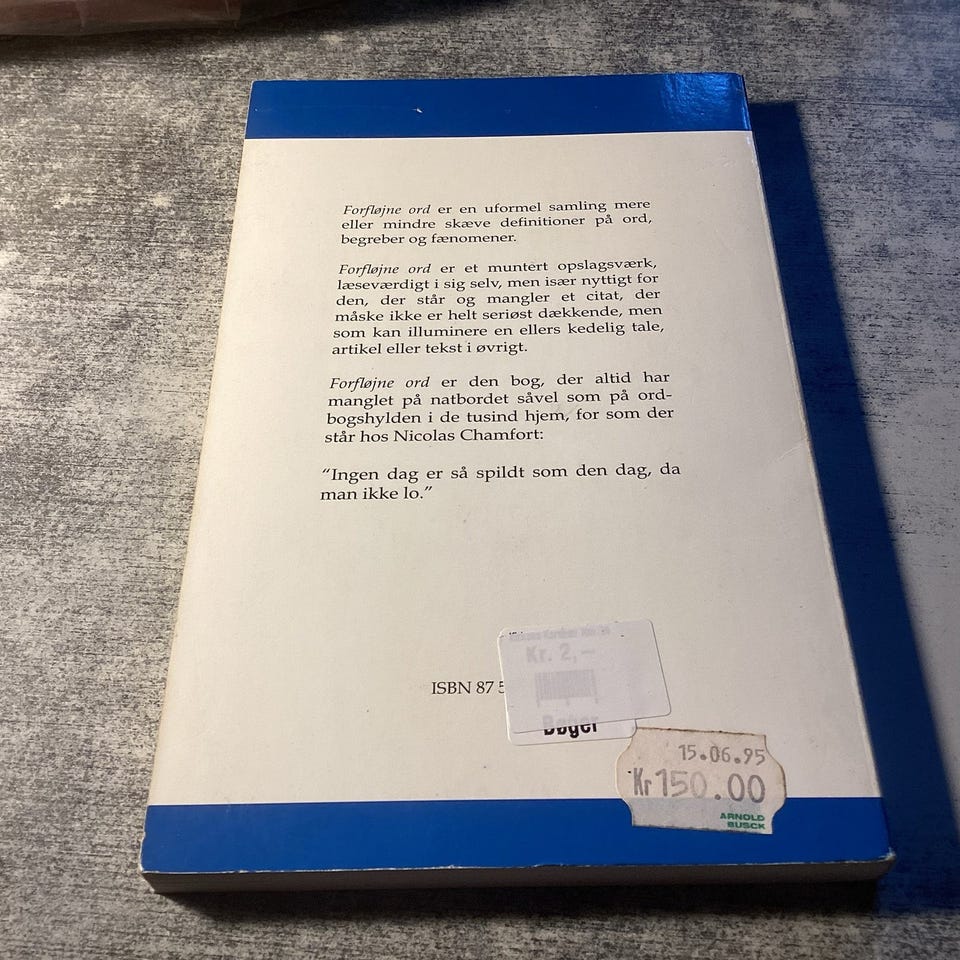 Forfløjne ord er en uformel samling mere
eller mindre skæve definitioner på ord,
begreber og fænomener.
Forfløjne ord er et muntert opslagsværk,
læseværdigt i sig selv, men især nyttigt for
den, der står og mangler et citat, der
måske ikke er helt seriøst dækkende, men
som kan illuminere en ellers kedelig tale,
artikel eller tekst i øvrigt.
Forfløjne ord er den bog, der altid har
manglet på natbordet såvel som på ord-
bogshylden i de tusind hjem, for som der
står hos Nicolas Chamfort:
“Ingen dag er så spildt som den dag, da
man ikke lo.”
Kr. 2,—
ISBN 87 5
Bøger
15.06.95
Kr 150.00
ARNOLD
BUSCK